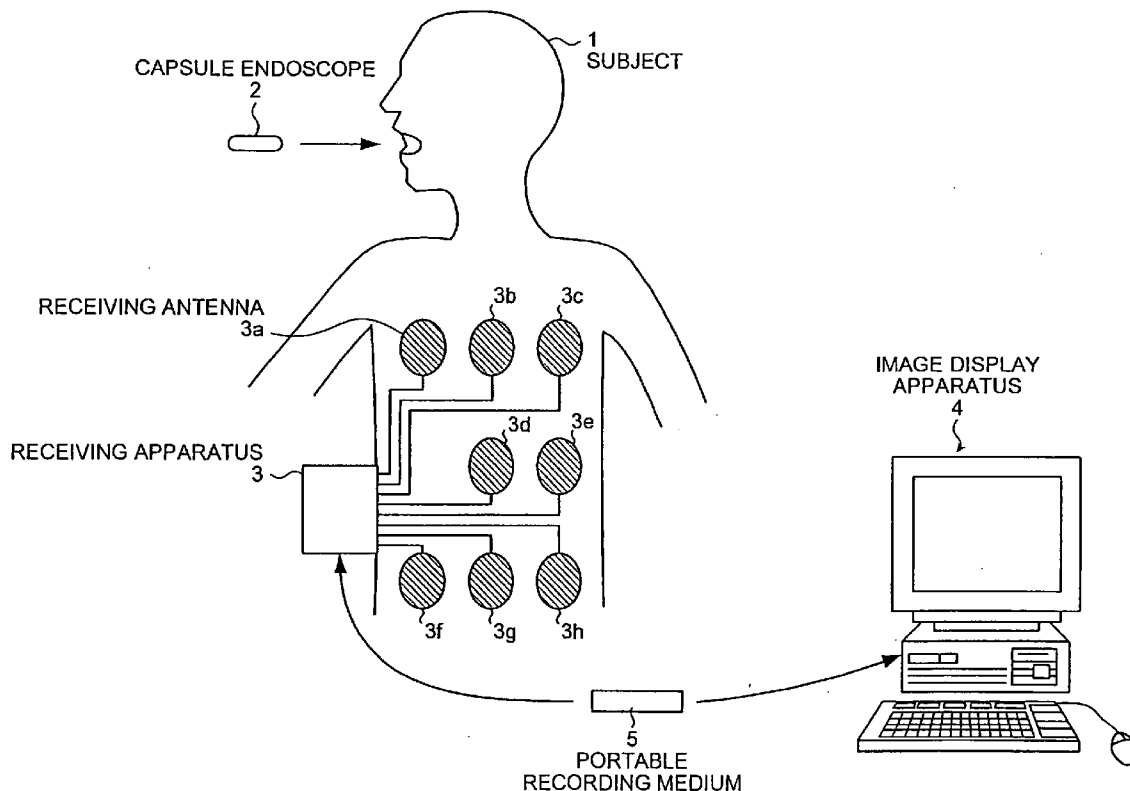 1
SUBJECT
CAPSULE ENDOSCOPE
2
RECEIVING ANTENNA
3a
3b
3c
IMAGE DISPLAY
APPARATUS
4
3d
3e
RECEIVING APPARATUS
3
3f
3g
3h
5
PORTABLE
RECORDING MEDIUM